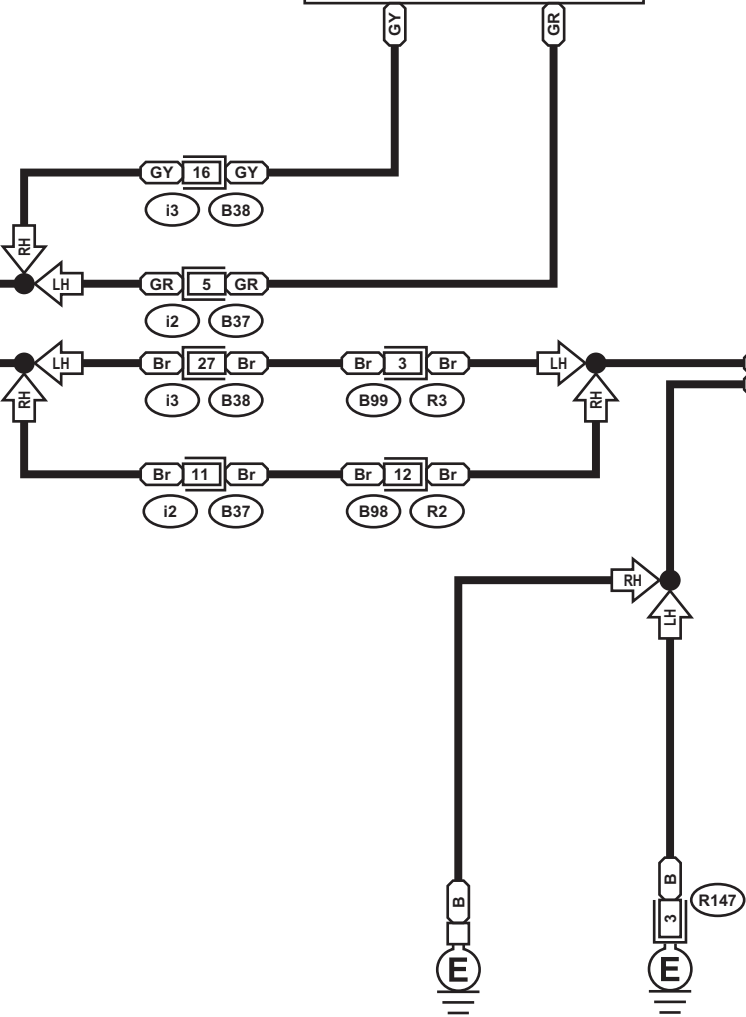 GY GR
GY 16 GY
i3 B38
RH
LH GR 5 GR
i2 B37
LH Br 27 Br Br 3 Br LH
RH i3 B38 B99 R3 RH
Br 11 Br Br 12 Br
i2 B37 B98 R2
RH
LH
B
B
R147
3
E E